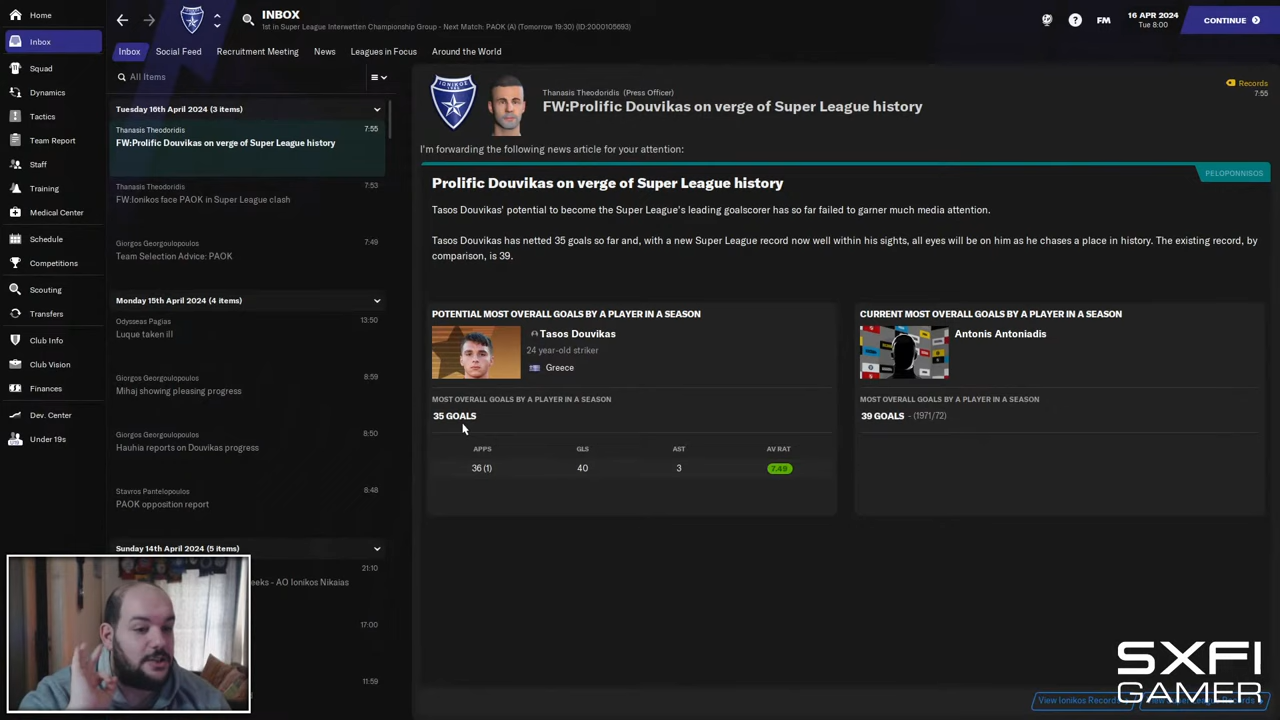 Home
Inbox
Squad
Dynamics
Tactics
Team Report
Staff
Training
Medical Center
Schedule
Competitions
Scouting
Transfers
Club Info
Club Vision
Finances
Dev. Center
Under 19s
INBOX
1st in Super League Interwetten Championship Group - Next Match: PAOK (A) (Tomorrow 19:30) (ID:2000105693)
FM
16 APR 2024
Tue 8:00
CONTINUE
Inbox Social Feed Recruitment Meeting News Leagues in Focus Around the World
All Items
Tuesday 16th April 2024 (3 items)
Thanasis Theodoridis 7:55
FW:Prolific Douvikas on verge of Super League history
Thanasis Theodoridis 7:53
FW:Ionikos face PAOK in Super League clash
Giorgos Georgoulopoulos 7:49
Team Selection Advice: PAOK
Monday 15th April 2024 (4 items)
Odysseas Pagias 13:50
Luque taken ill
Giorgos Georgoulopoulos 8:59
Mihaj showing pleasing progress
Giorgos Georgoulopoulos 8:50
Hauhia reports on Douvikas progress
Stavros Pantelopoulos 8:48
PAOK opposition report
Sunday 14th April 2024 (5 items)
21:10
eeks - AO Ionikos Nikaias
17:00
11:59
IONIKOS
Thanasis Theodoridis (Press Officer)
FW:Prolific Douvikas on verge of Super League history
Records
7:55
I'm forwarding the following news article for your attention:
PELOPONNISOS
Prolific Douvikas on verge of Super League history
Tasos Douvikas' potential to become the Super League's leading goalscorer has so far failed to garner much media attention.
Tasos Douvikas has netted 35 goals so far and, with a new Super League record now well within his sights, all eyes will be on him as he chases a place in history. The existing record, by
comparison, is 39.
POTENTIAL MOST OVERALL GOALS BY A PLAYER IN A SEASON
Tasos Douvikas
24 year-old striker
Greece
MOST OVERALL GOALS BY A PLAYER IN A SEASON
35 GOALS
APPS GLS AST AV RAT
36 (1) 40 3 7.49
CURRENT MOST OVERALL GOALS BY A PLAYER IN A SEASON
Antonis Antoniadis
MOST OVERALL GOALS BY A PLAYER IN A SEASON
39 GOALS - (1971/72)
SXFI
GAMER
View Ionikos Records